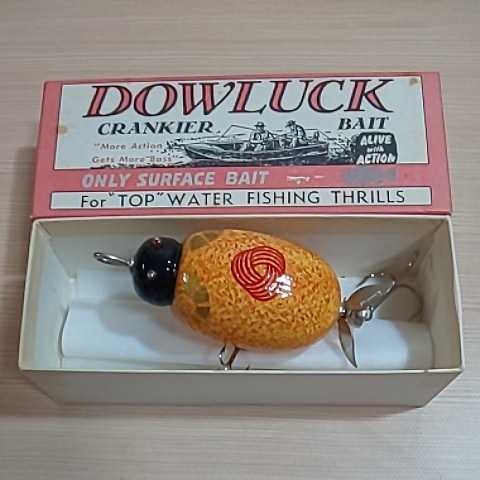 DOWLUCK
CRANKIER BAIT
"More Action
Gets More "Bass"
ALIVE
with
ACTION
ONLY SURFACE BAIT
For "TOP" WATER FISHING THRILLS